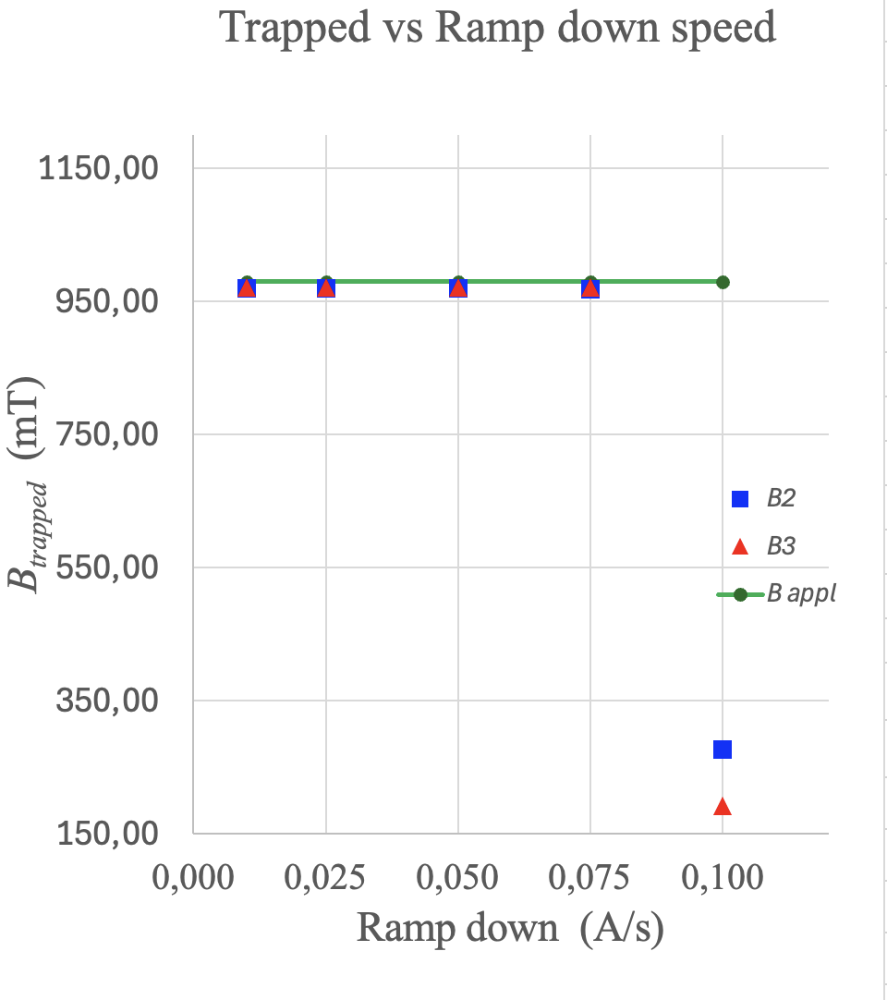 Trapped vs Ramp down speed
1150,00
950,00
750,00
550,00
350,00
150,00
B trapped (mT)
B2
B3
B appl
0,000 0,025 0,050 0,075 0,100
Ramp down (A/s)